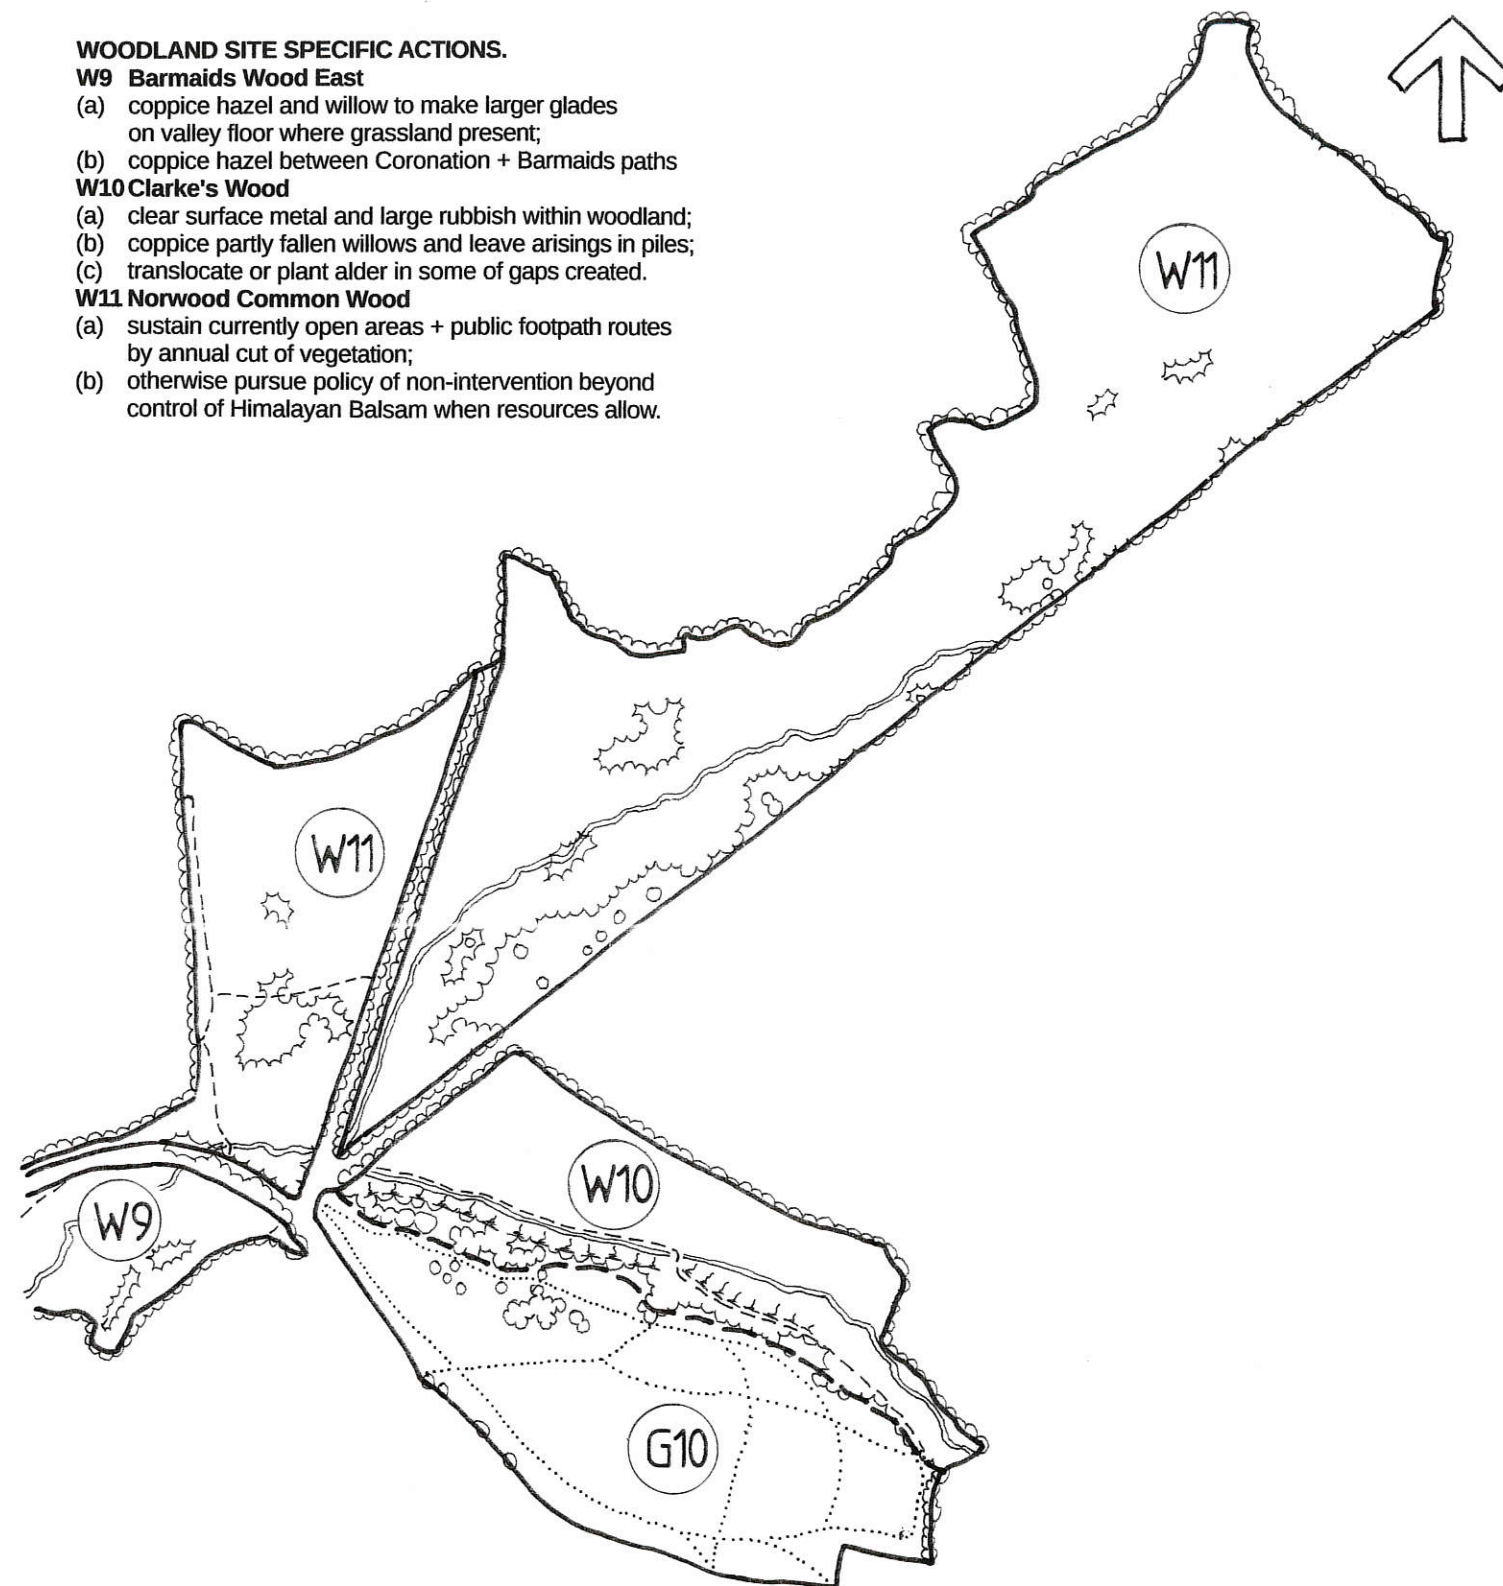 WOODLAND SITE SPECIFIC ACTIONS.
W9 Barmaids Wood East
(a) coppice hazel and willow to make larger glades
on valley floor where grassland present;
(b) coppice hazel between Coronation + Barmaids paths
W10 Clarke's Wood
(a) clear surface metal and large rubbish within woodland;
(b) coppice partly fallen willows and leave arisings in piles;
(c) translocate or plant alder in some of gaps created.
W11 Norwood Common Wood
(a) sustain currently open areas + public footpath routes
by annual cut of vegetation;
(b) otherwise pursue policy of non-intervention beyond
control of Himalayan Balsam when resources allow.
W11
W11
W10
W9
G10